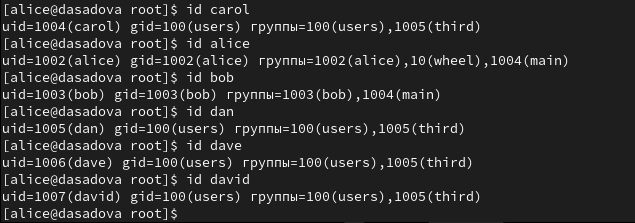 [alice@dasadova root]$ id carol
uid=1004(carol) gid=100(users) группы=100(users),1005(third)
[alice@dasadova root]$ id alice
uid=1002(alice) gid=1002(alice) группы=1002(alice),10(wheel),1004(main)
[alice@dasadova root]$ id bob
uid=1003(bob) gid=1003(bob) группы=1003(bob),1004(main)
[alice@dasadova root]$ id dan
uid=1005(dan) gid=100(users) группы=100(users),1005(third)
[alice@dasadova root]$ id dave
uid=1006(dave) gid=100(users) группы=100(users),1005(third)
[alice@dasadova root]$ id david
uid=1007(david) gid=100(users) группы=100(users),1005(third)
[alice@dasadova root]$